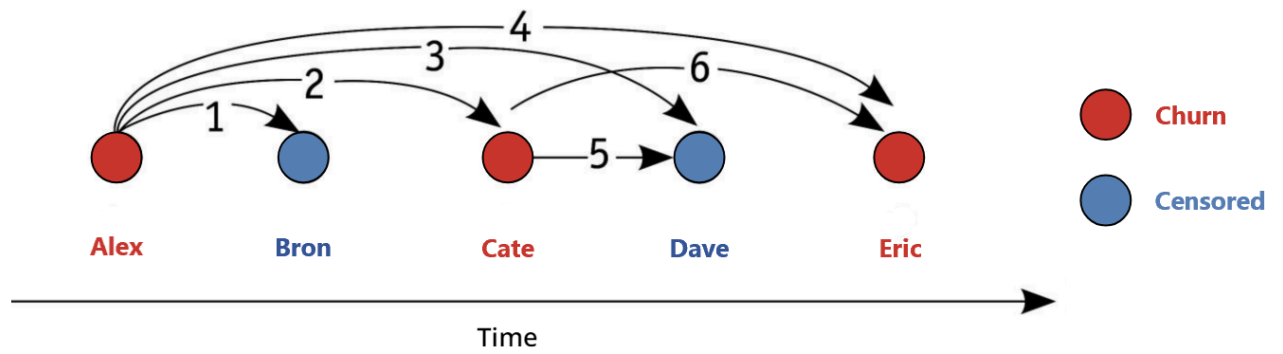 4
3
6
2
1
Churn
5
Censored
Alex
Bron
Cate
Dave
Eric
Time